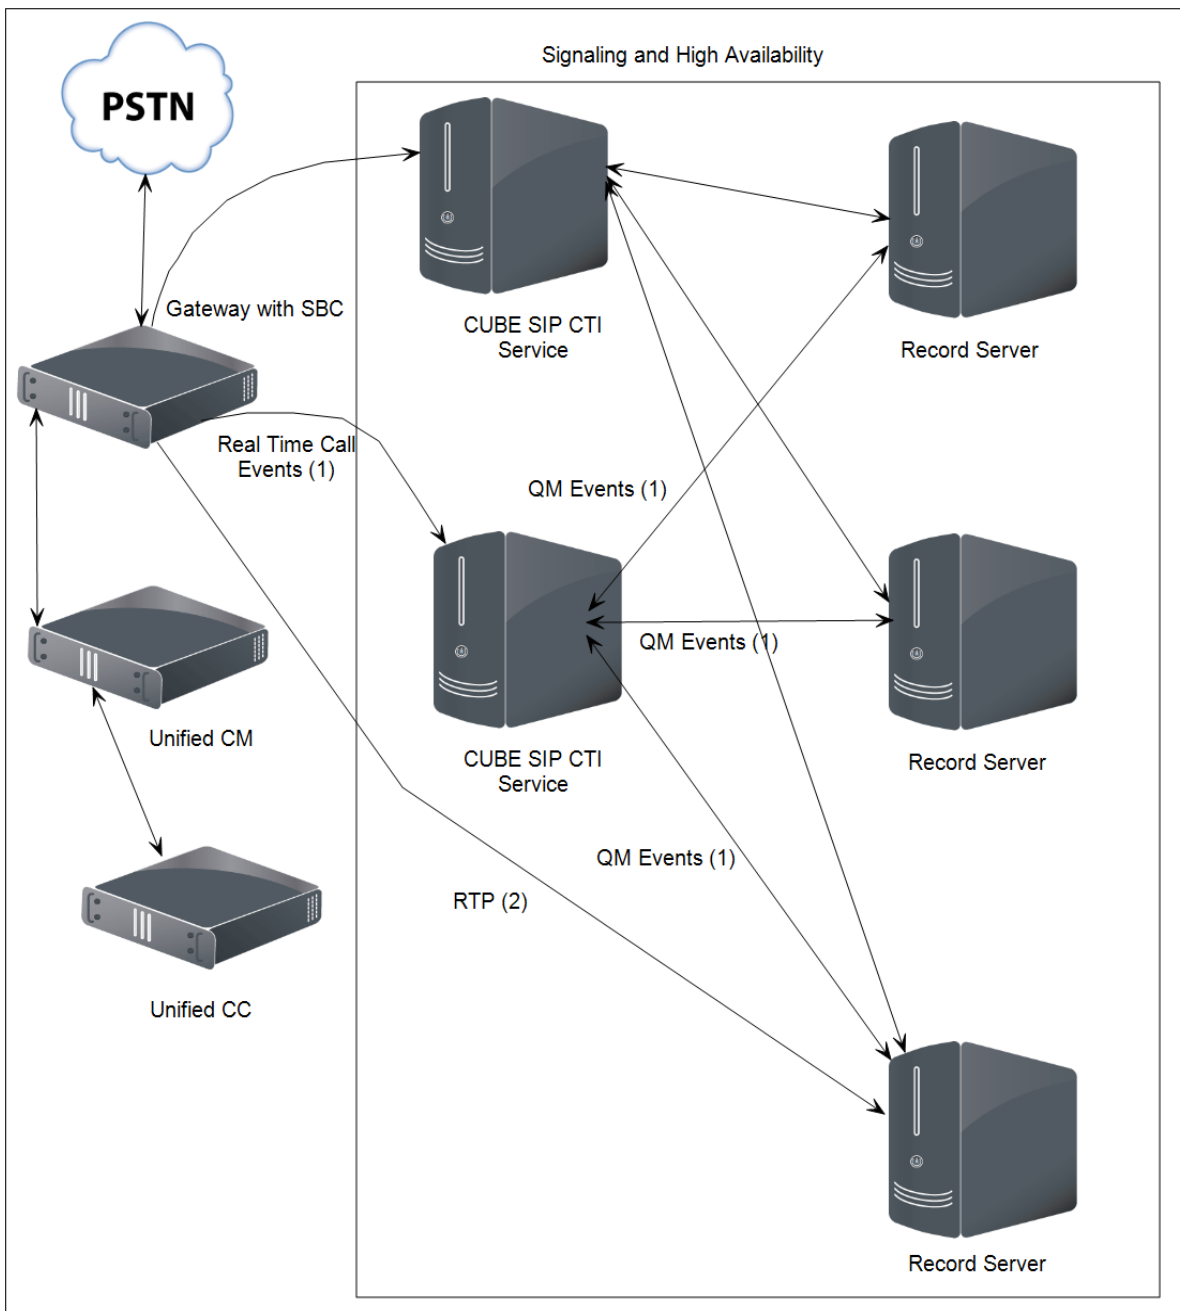 Signaling and High Availability
PSTN
Gateway with SBC
CUBE SIP CTI
Service
Record Server
Real Time Call
Events (1)
QM Events (1)
QM Events (1)
Unified CM
CUBE SIP CTI
Service
Record Server
QM Events (1)
RTP (2)
Unified CC
Record Server